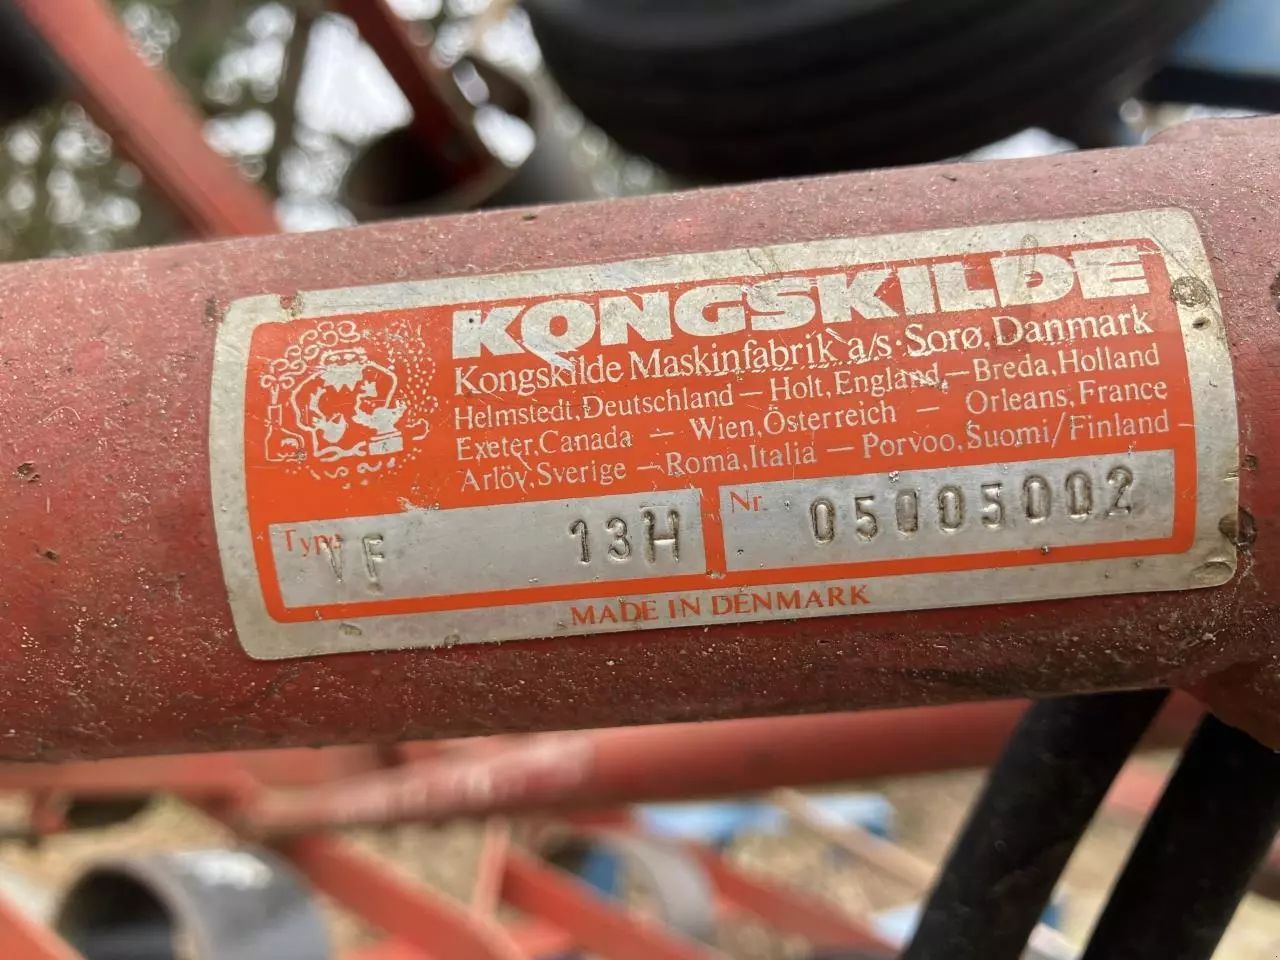 KONGSKILDE
Kongskilde Maskinfabrik a/s·Sorø, Danmark
Helmstedt, Deutschland – Holt, England – Breda, Holland
Exeter, Canada – Wien, Österreich – Orleans, France
Arlöv, Sverige – Roma, Italia – Porvoo, Suomi/Finland
Type VF 13H Nr. 05005002
MADE IN DENMARK